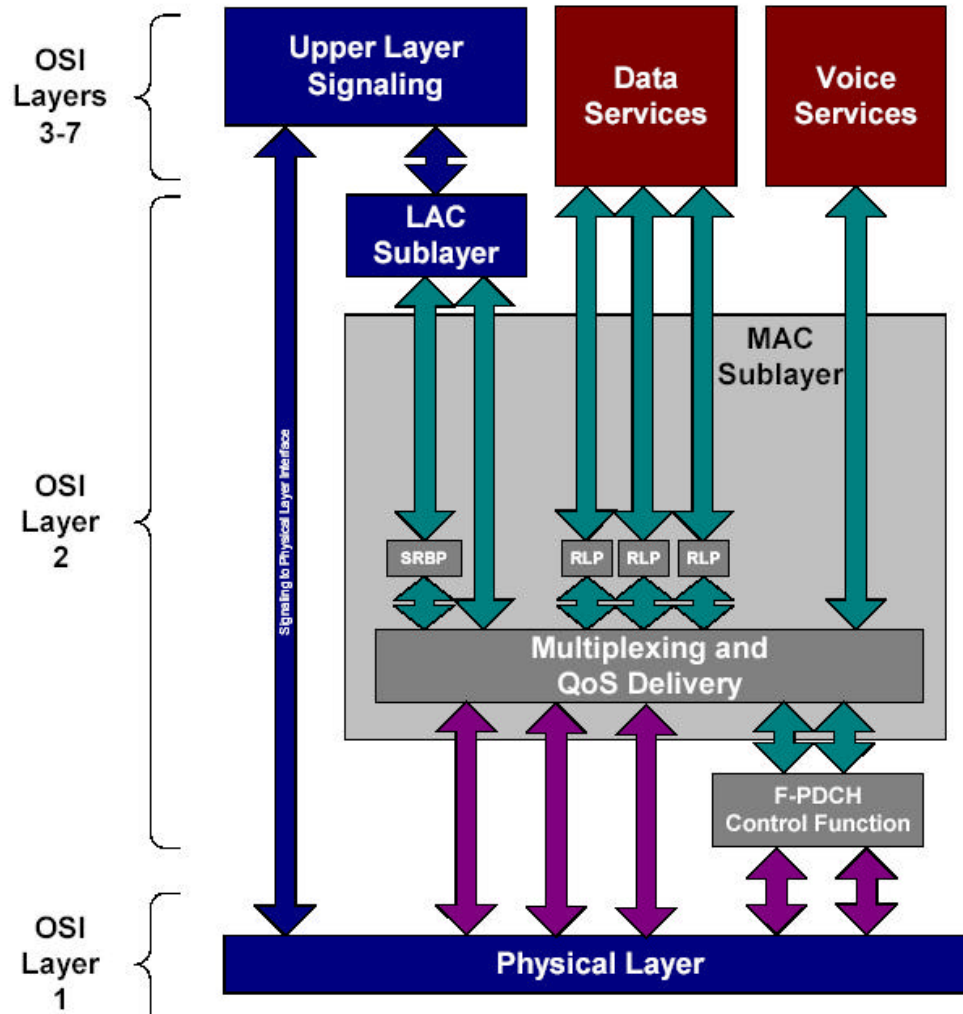 OSI
Layers
3-7
Upper Layer
Signaling
Data
Services
Voice
Services
LAC
Sublayer
MAC
Sublayer
OSI
Layer
2
Signaling to Physical Layer Interface
SRBP
RLP
RLP
RLP
Multiplexing and
QoS Delivery
F-PDCH
Control Function
OSI
Layer
1
Physical Layer